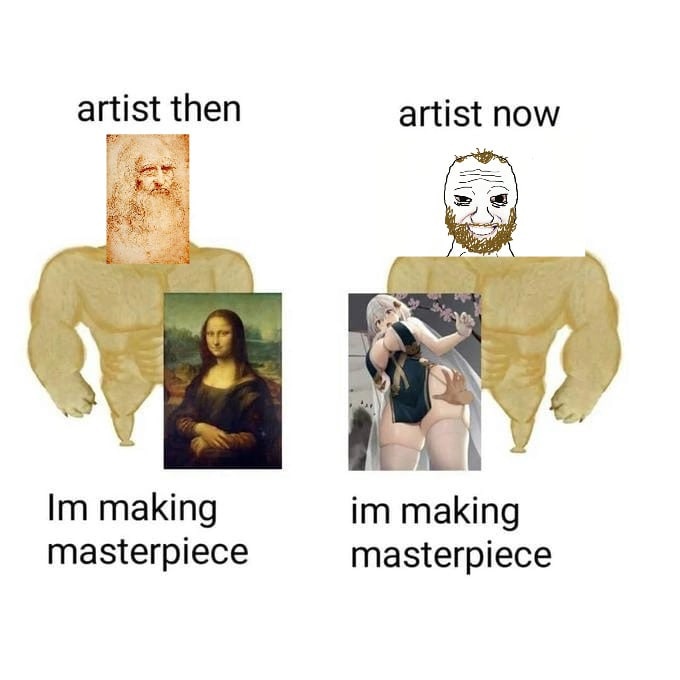 artist then
artist now
Im making
masterpiece
im making
masterpiece